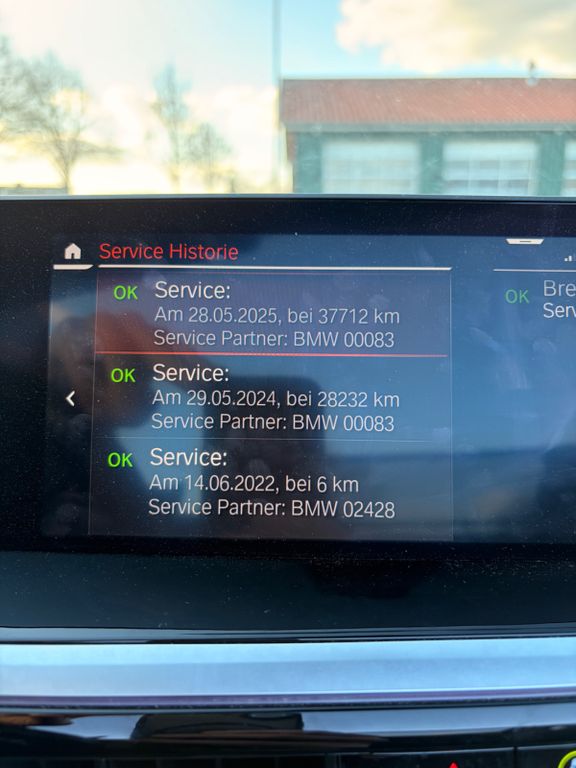 Service Historie
OK Service:
Am 28.05.2025, bei 37712 km
Service Partner: BMW 00083
OK Service:
Am 29.05.2024, bei 28232 km
Service Partner: BMW 00083
OK Service:
Am 14.06.2022, bei 6 km
Service Partner: BMW 02428
OK